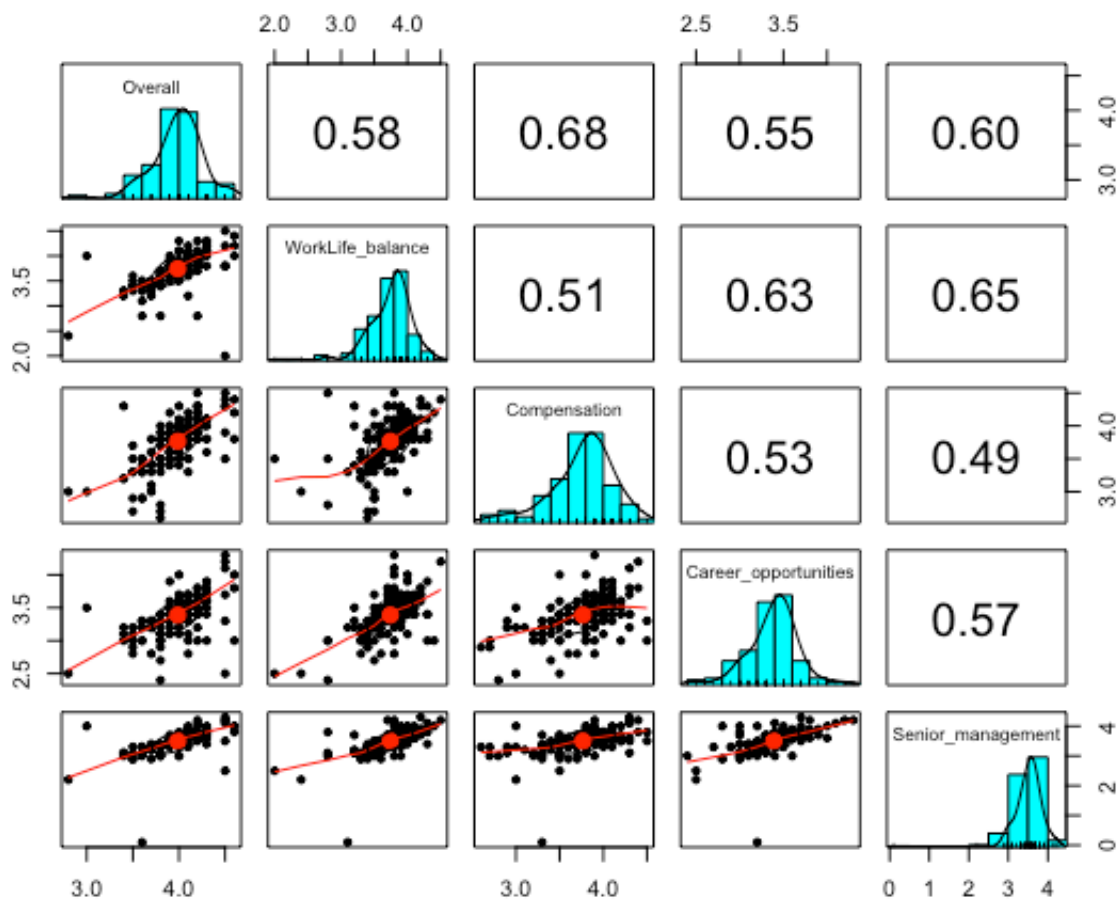 2.0 3.0 4.0 2.5 3.5
Overall
0.58 0.68 0.55 0.60
3.0 4.0
WorkLife_balance
0.51 0.63 0.65
2.0 3.5
Compensation
0.53 0.49
3.0 4.0
Career_opportunities
0.57
2.5 3.5
Senior_management
0 2 4
3.0 4.0 3.0 4.0 0 1 2 3 4